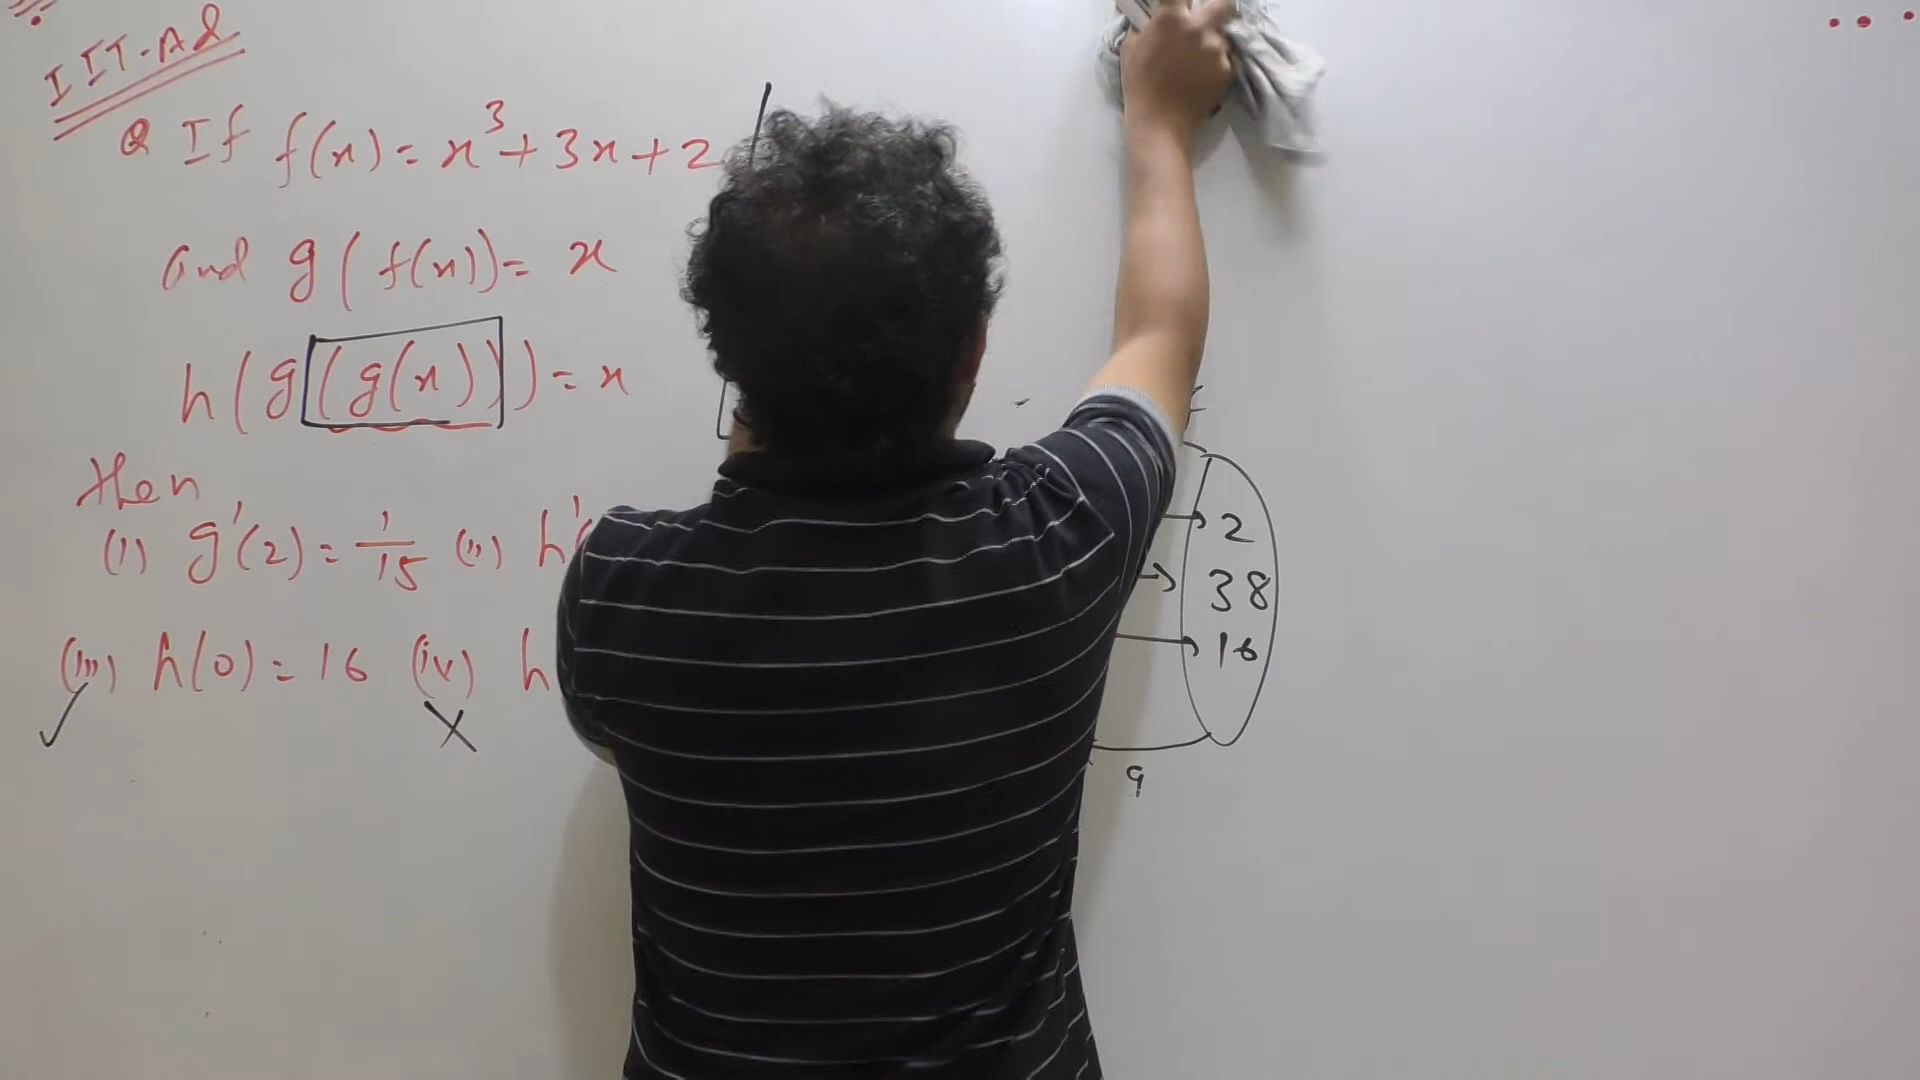 IIT-Ad
Q If f(x) = x³ + 3x + 2
and g(f(x)) = x
h(g(g(x))) = x
then
(i) g'(2) = 1/15 (ii) h'(
(iii) h(0) = 16 (iv) h
2
38
16
g